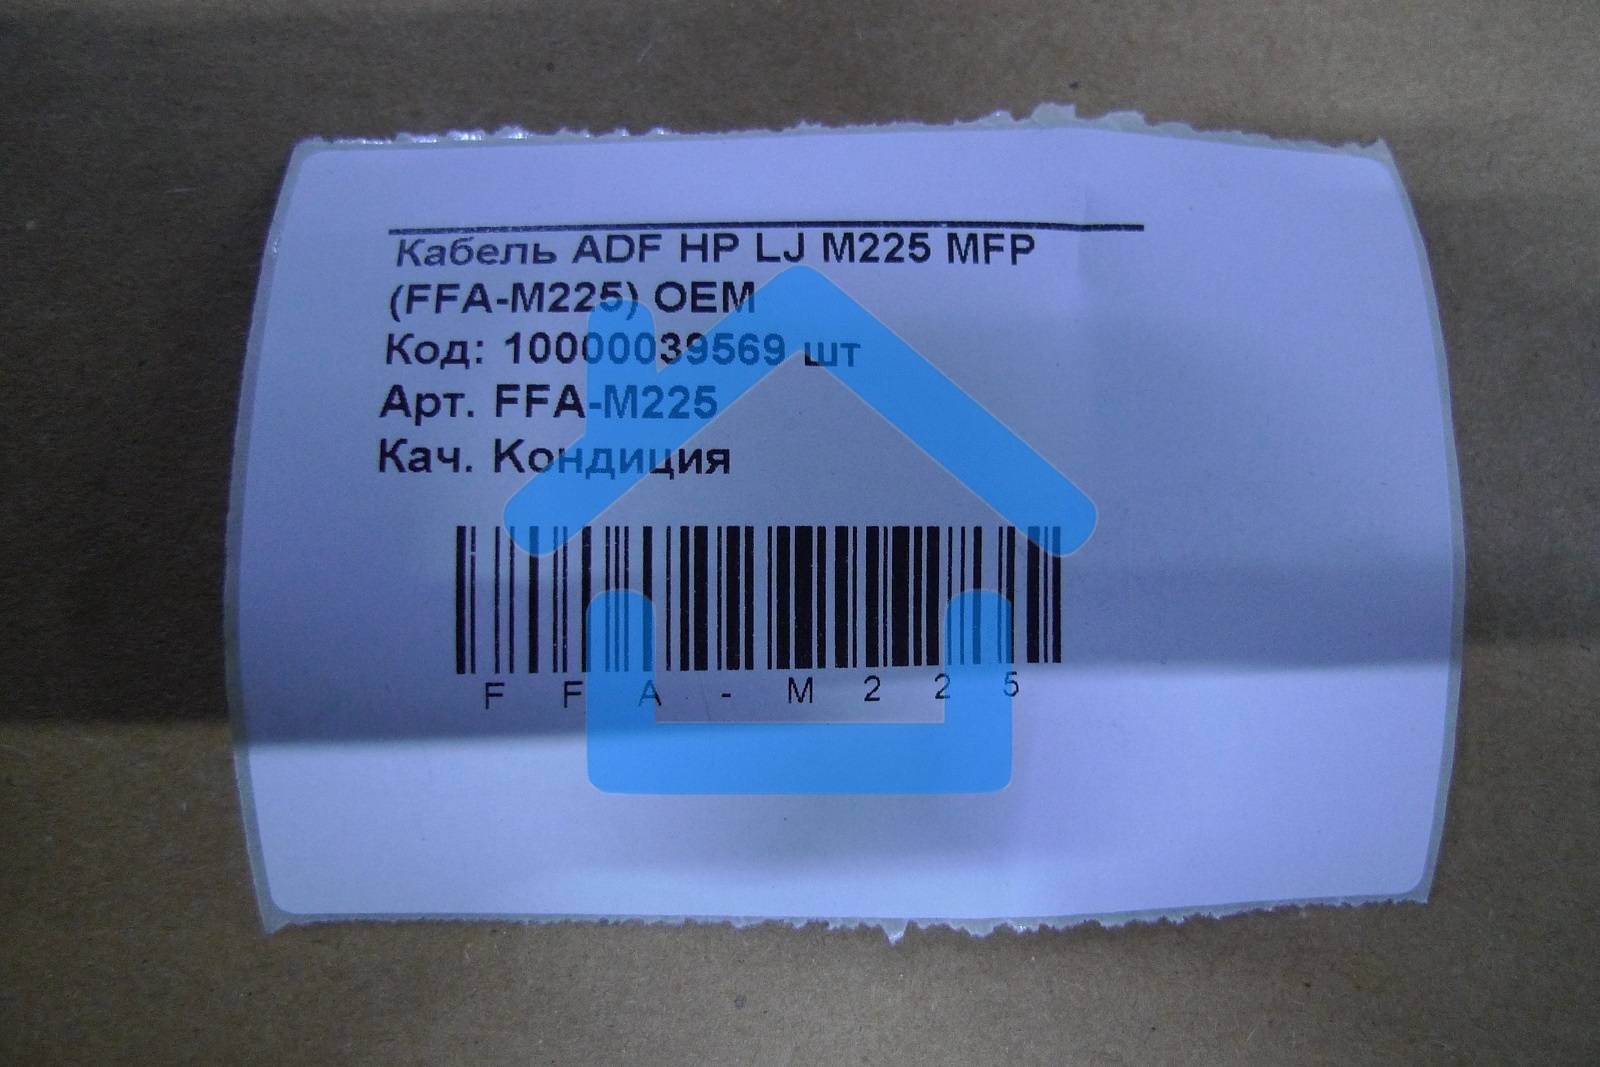 Кабель ADF HP LJ M225 MFP
(FFA-M225) OEM
Код: 10000039569 шт
Арт. FFA-M225
Кач. Кондиция
F F A - M 2 2 5